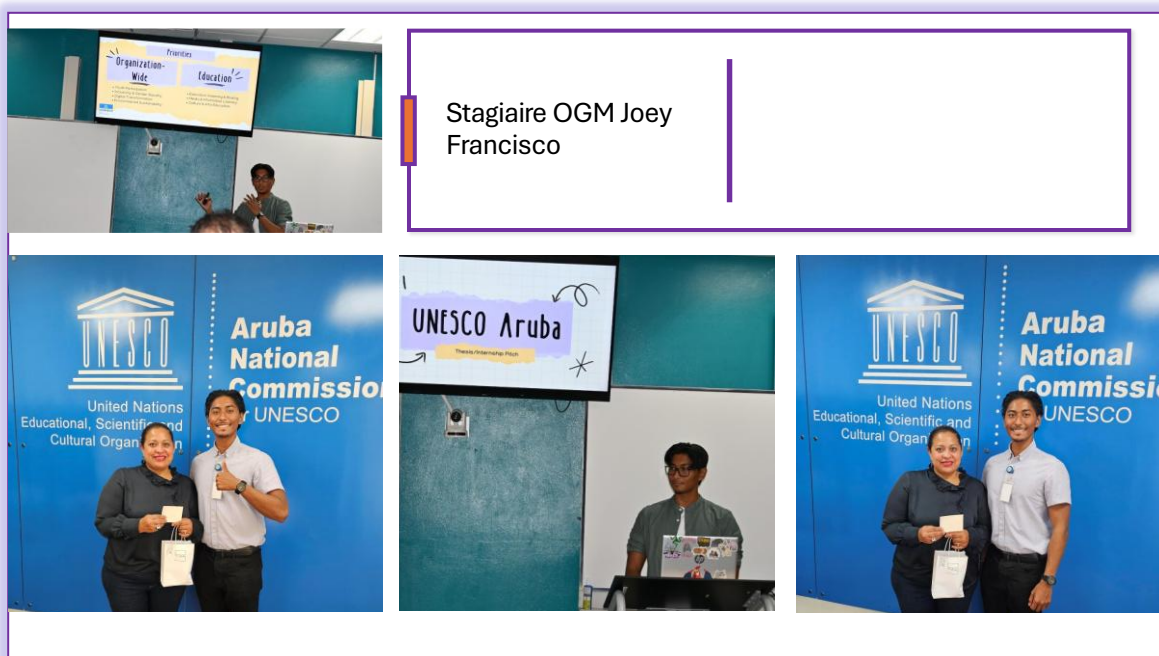 Priorities
Organization-
Wide
Education
Stagiaire OGM Joey
Francisco
UNESCO
United Nations
Educational, Scientific and
Cultural Organ on
Aruba
National
Commission
UNESCO
UNESCO Aruba
Thesis/Internship Pitch
UNESCO
United Nations
Educational, Scientific and
Cultural Organ n
Aruba
National
Commissi
UNESCO